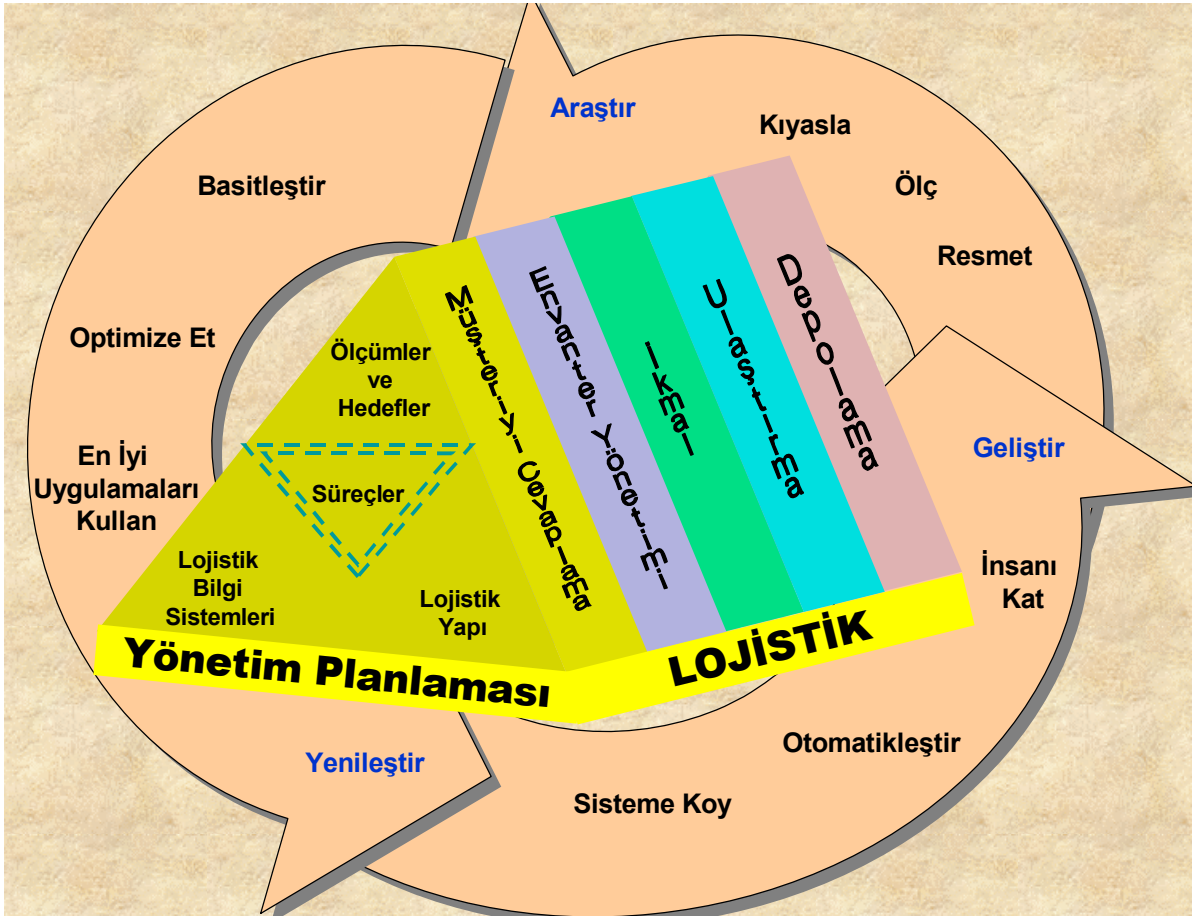 Araştır
Kıyasla
Ölç
Resmet
Basitleştir
Optimize Et
En İyi
Uygulamaları
Kullan
Ölçümler
ve
Hedefler
Süreçler
Lojistik
Bilgi
Sistemleri
Lojistik
Yapı
Müşteriyi Cevaplama
Envanter Yönetimi
Ikmal
Ulaştırma
Depolama
Yönetim Planlaması
LOJİSTİK
Geliştir
İnsanı
Kat
Otomatikleştir
Sisteme Koy
Yenileştir